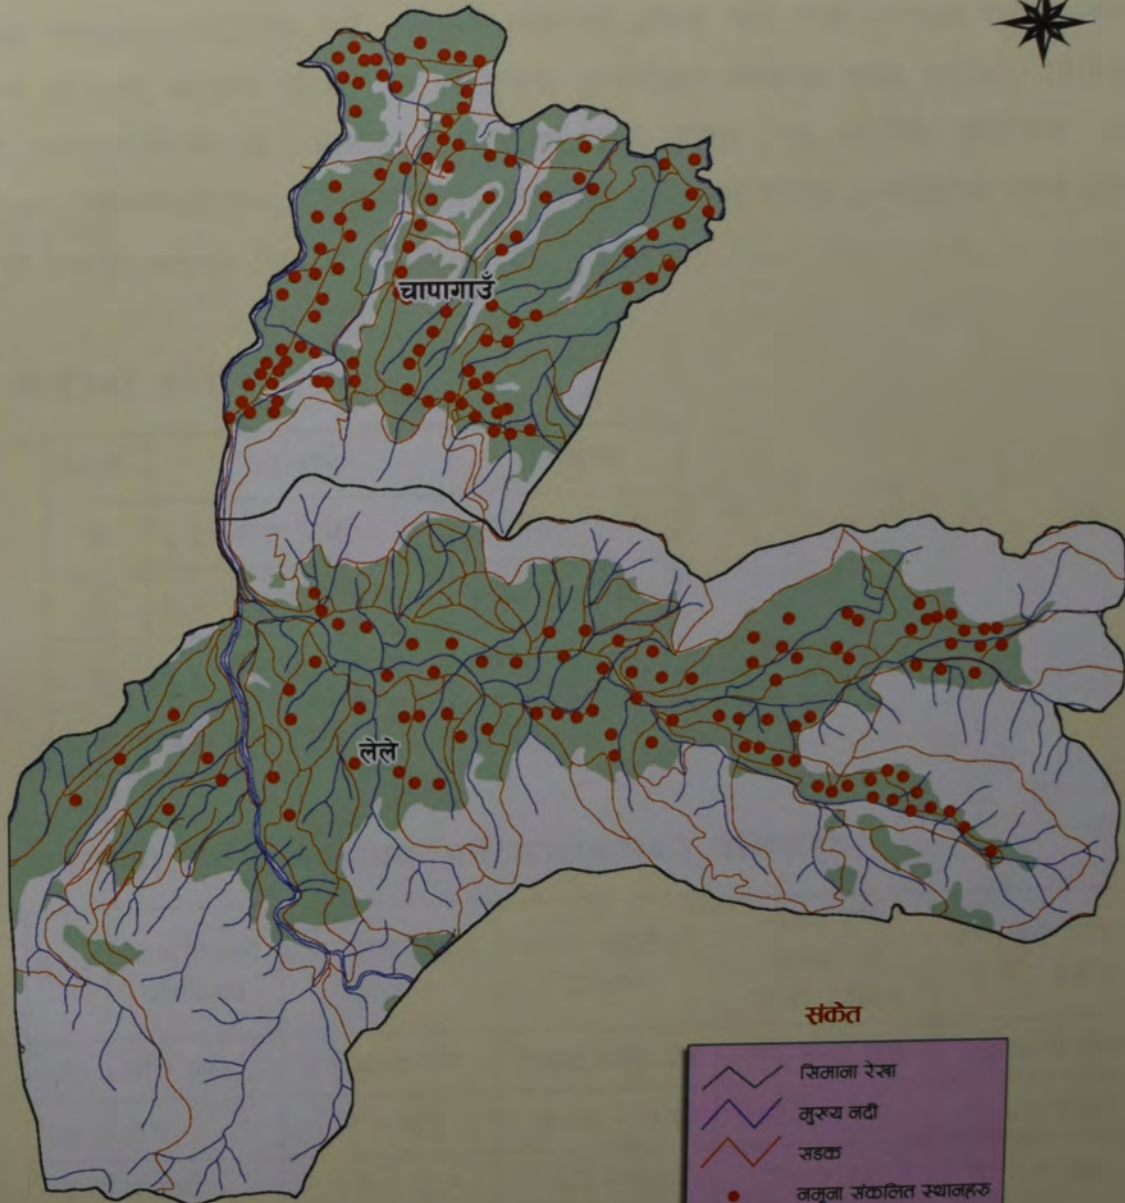 चापागाउँ
लेले
संकेत
सिमाना रेखा
मुख्य नदी
सडक
नमुना संकलित स्थानहरु